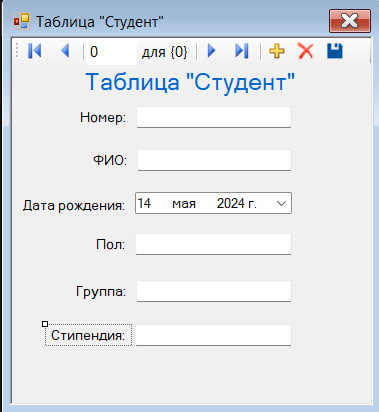 Таблица "Студент"
0 для {0}
Таблица "Студент"
Номер:
ФИО:
Дата рождения: 14 мая 2024 г.
Пол:
Группа:
Стипендия: